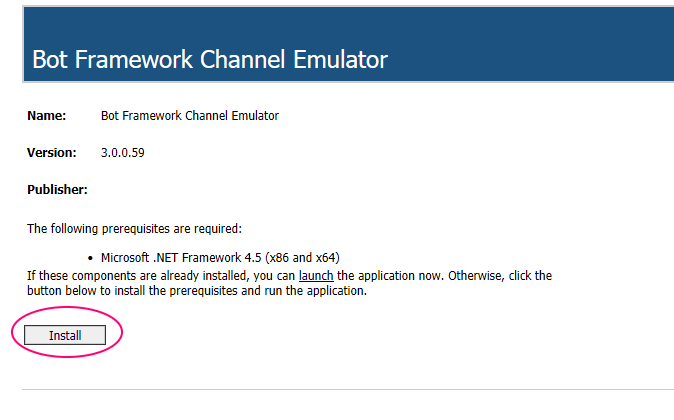 Bot Framework Channel Emulator
Name: Bot Framework Channel Emulator
Version: 3.0.0.59
Publisher:
The following prerequisites are required:
• Microsoft .NET Framework 4.5 (x86 and x64)
If these components are already installed, you can launch the application now. Otherwise, click the
button below to install the prerequisites and run the application.
Install